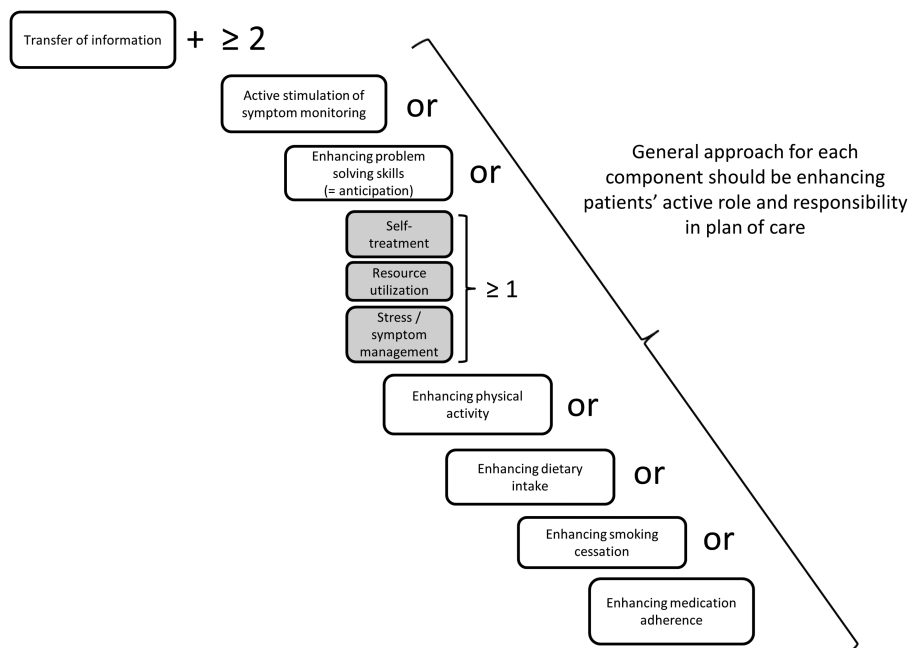 Transfer of information
+ ≥ 2
Active stimulation of
symptom monitoring
or
Enhancing problem
solving skills
(= anticipation)
or
Self-
treatment
Resource
utilization
Stress /
symptom
management
≥ 1
Enhancing physical
activity
or
Enhancing dietary
intake
or
Enhancing smoking
cessation
or
Enhancing medication
adherence
General approach for each
component should be enhancing
patients’ active role and responsibility
in plan of care